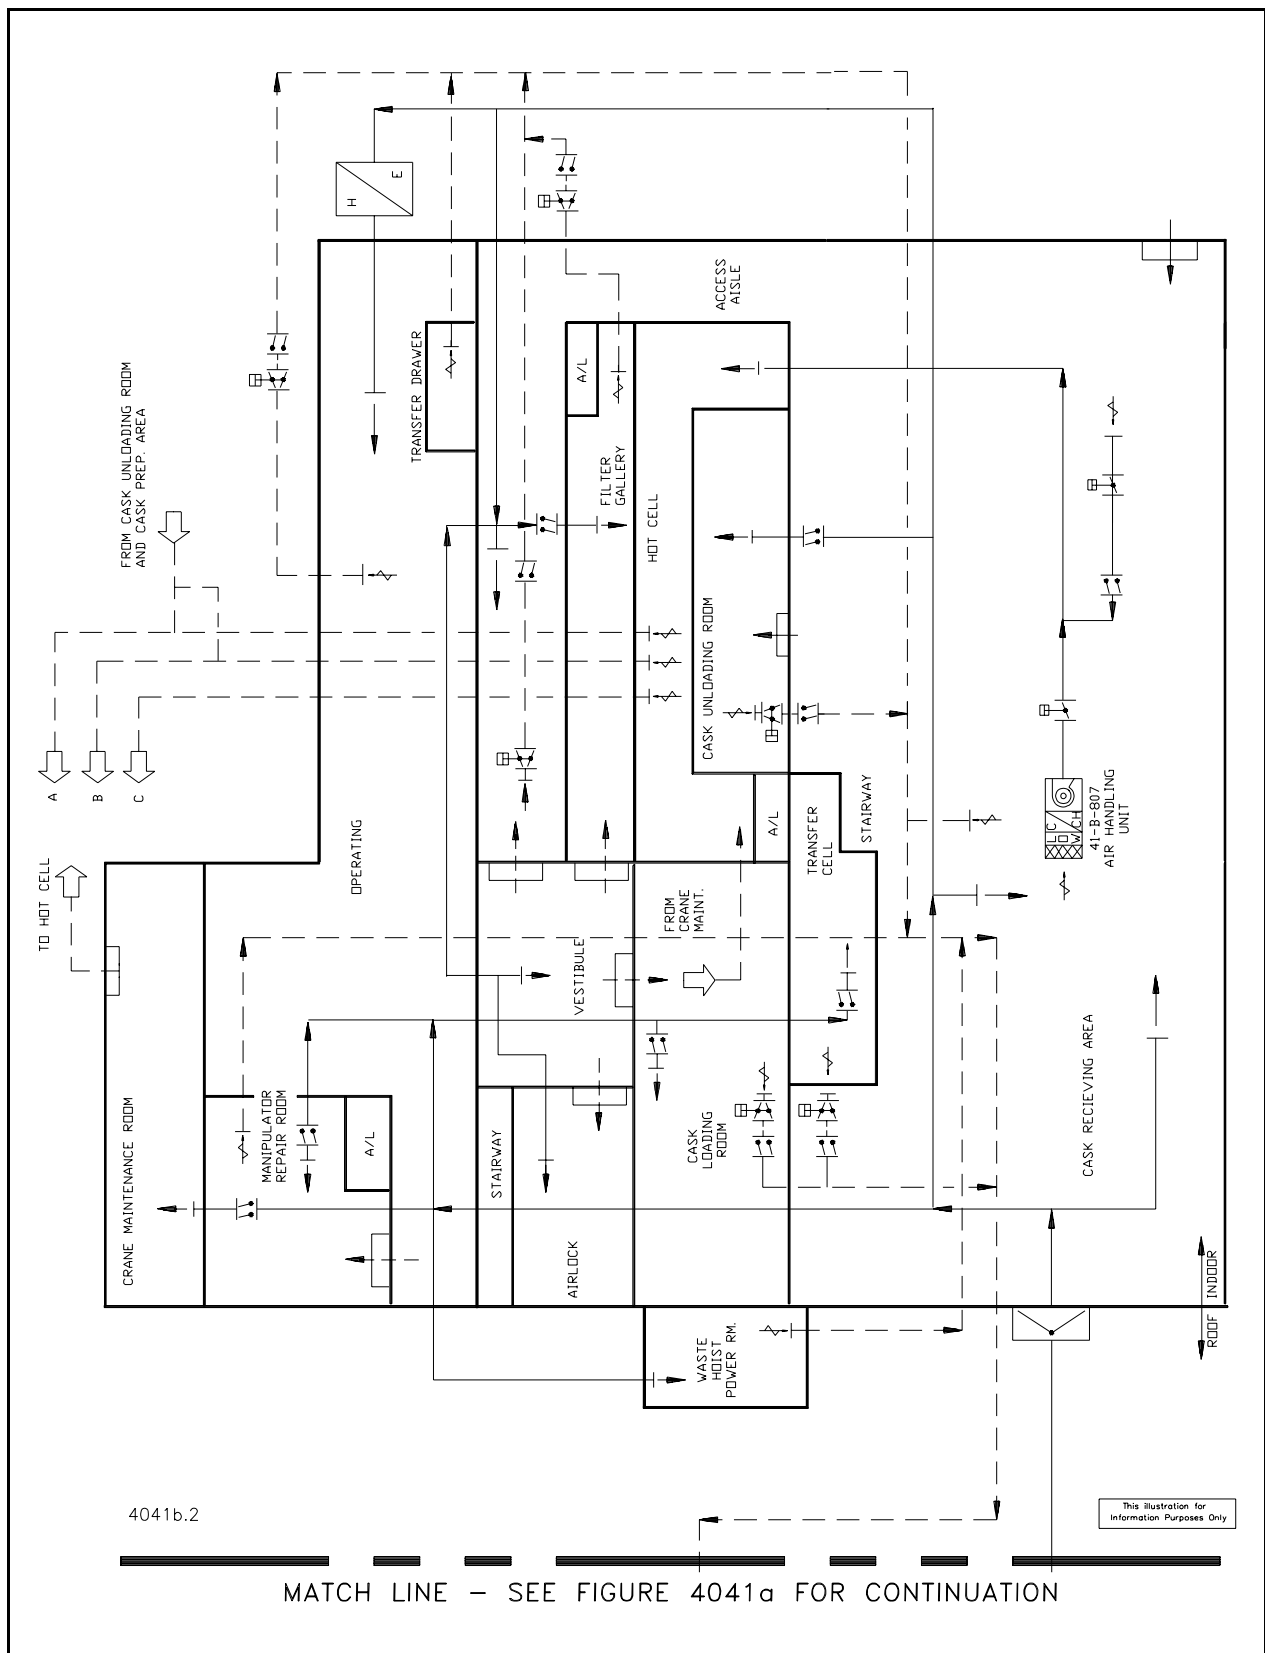 FROM CASK UNLOADING ROOM
AND CASK PREP. AREA
H
E
ACCESS
AISLE
TRANSFER DRAWER
A/L
FILTER
GALLERY
HOT CELL
CASK UNLOADING ROOM
A
B
C
TO HOT CELL
OPERATING
A/L
TRANSFER
CELL
STAIRWAY
LO
C
W
CH
41-B-807
AIR HANDLING
UNIT
FROM
CRANE
MAINT.
VESTIBULE
CRANE MAINTENANCE ROOM
MANIPULATOR
REPAIR ROOM
A/L
STAIRWAY
AIRLOCK
CASK
LOADING
ROOM
CASK RECIEVING AREA
WASTE
HOIST
POWER RM.
ROOF
INDOOR
4041b.2
This illustration for
Information Purposes Only
MATCH LINE – SEE FIGURE 4041a FOR CONTINUATION